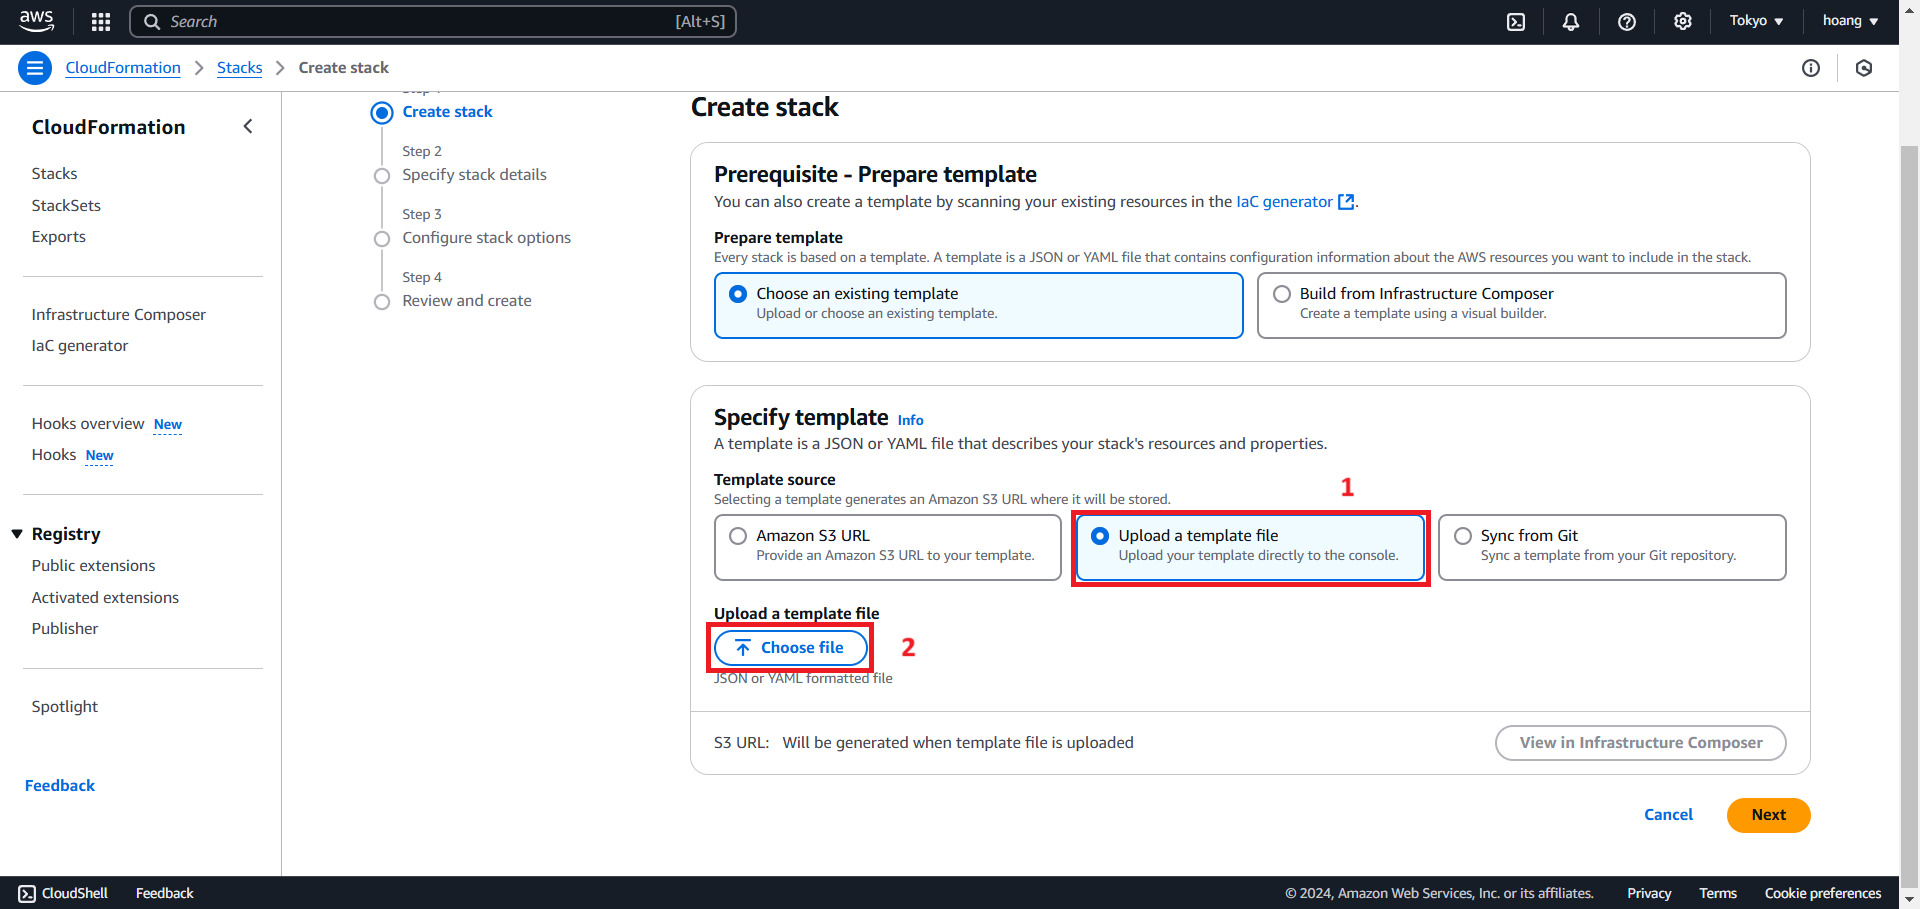 aws
Search [Alt+S]
Tokyo ▼
hoang ▼
CloudFormation > Stacks > Create stack
CloudFormation
Stacks
StackSets
Exports
Infrastructure Composer
IaC generator
Hooks overview New
Hooks New
Registry
Public extensions
Activated extensions
Publisher
Spotlight
Feedback
Create stack
Step 2
Specify stack details
Step 3
Configure stack options
Step 4
Review and create
Create stack
Prerequisite - Prepare template
You can also create a template by scanning your existing resources in the IaC generator.
Prepare template
Every stack is based on a template. A template is a JSON or YAML file that contains configuration information about the AWS resources you want to include in the stack.
Choose an existing template
Upload or choose an existing template.
Build from Infrastructure Composer
Create a template using a visual builder.
Specify template Info
A template is a JSON or YAML file that describes your stack's resources and properties.
Template source
Selecting a template generates an Amazon S3 URL where it will be stored.
1
Amazon S3 URL
Provide an Amazon S3 URL to your template.
Upload a template file
Upload your template directly to the console.
Sync from Git
Sync a template from your Git repository.
Upload a template file
Choose file
2
JSON or YAML formatted file
S3 URL: Will be generated when template file is uploaded
View in Infrastructure Composer
Cancel
Next
CloudShell
Feedback
© 2024, Amazon Web Services, Inc. or its affiliates.
Privacy
Terms
Cookie preferences